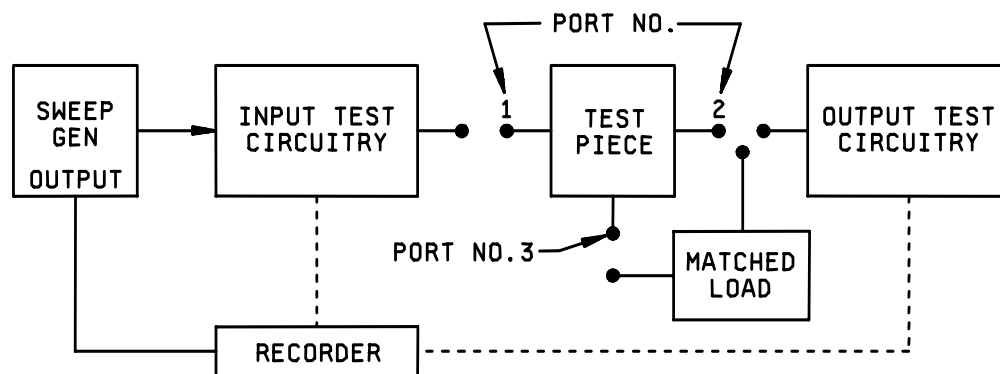 PORT NO.
1
2
SWEEP
GEN
OUTPUT
INPUT TEST
CIRCUITRY
TEST
PIECE
OUTPUT TEST
CIRCUITRY
PORT NO.3
MATCHED
LOAD
RECORDER